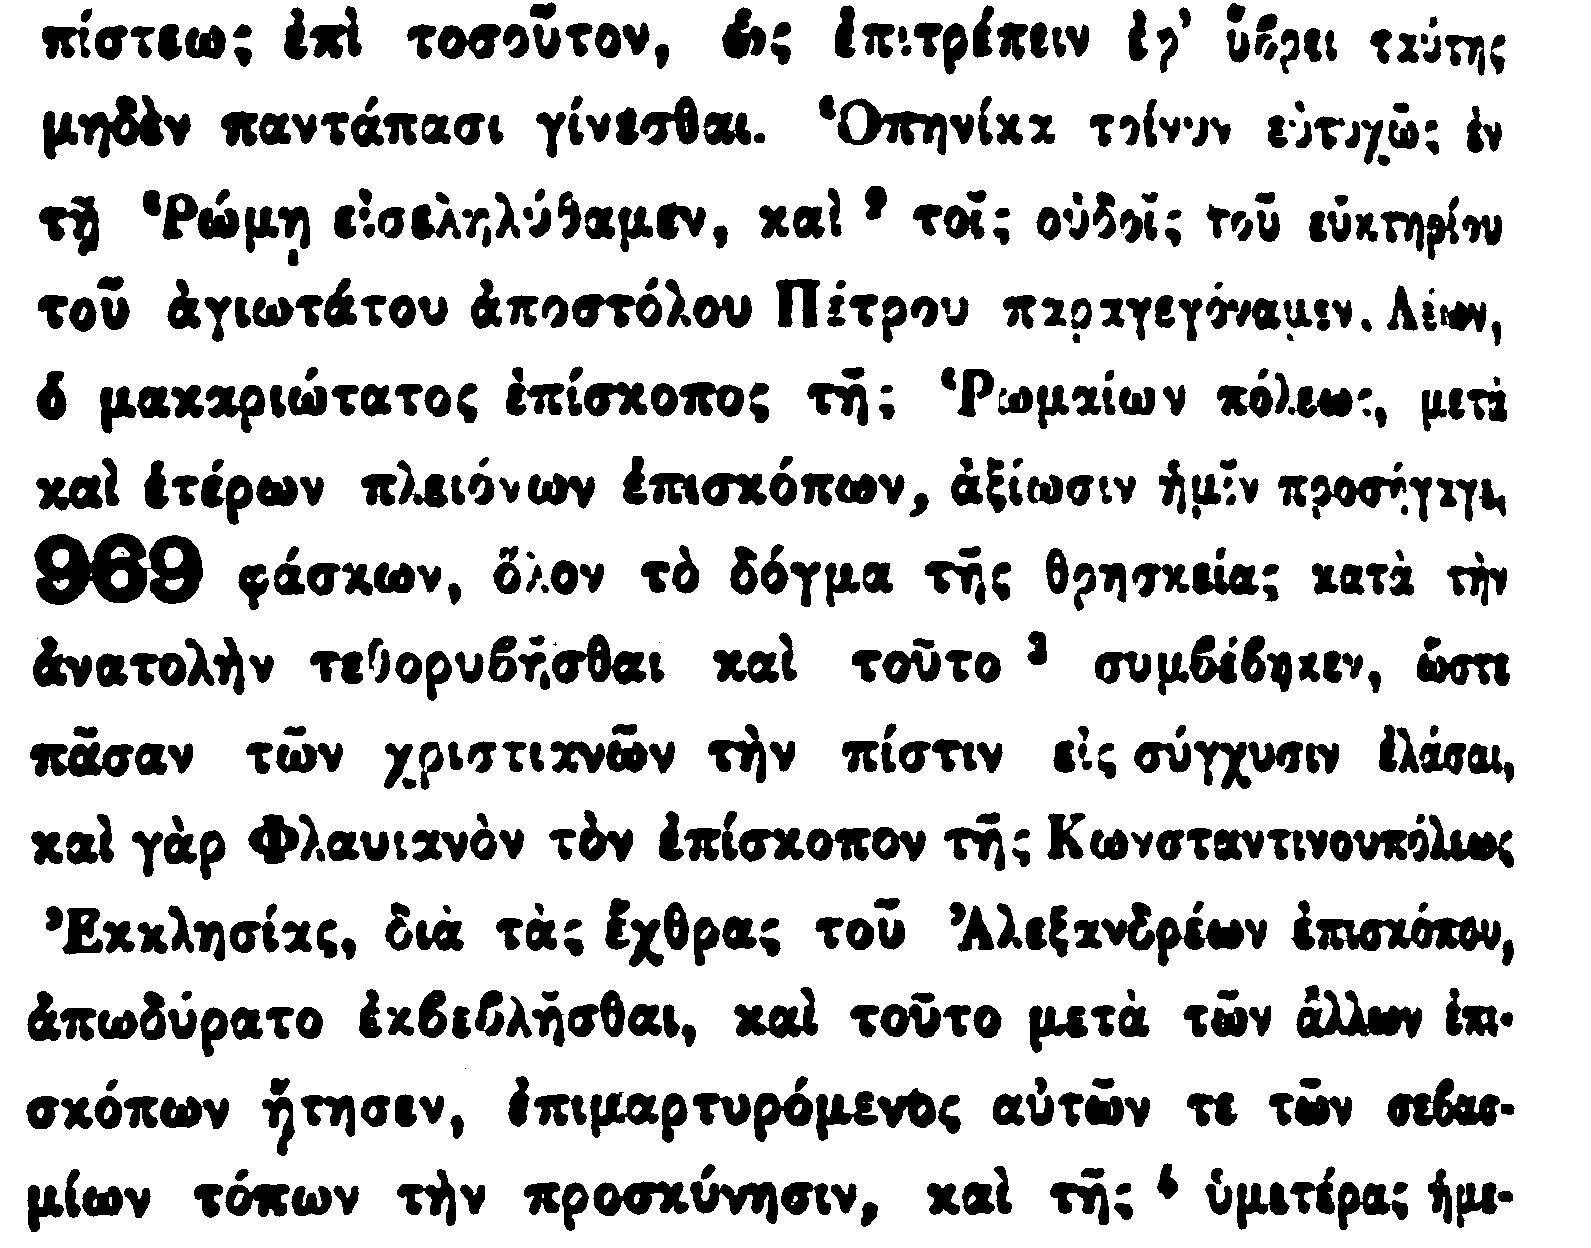 πίστεως ἐπὶ τοσοῦτον, ὡς ἐπιτρέπειν ἐφ' ὕβρει ταύτης
μηδὲν παντάπασι γίνεσθαι. Ὁπηνίκα τοίνυν εὐτυχῶς ἐν
τῇ Ῥώμῃ εἰσεληλύθαμεν, καὶ ² τοῖς οὐδοῖς τοῦ εὐκτηρίου
τοῦ ἁγιωτάτου ἀποστόλου Πέτρου παραγεγόναμεν. Λέων,
ὁ μακαριώτατος ἐπίσκοπος τῆς Ῥωμαίων πόλεως, μετὰ
καὶ ἑτέρων πλειόνων ἐπισκόπων, ἀξίωσιν ἡμῖν προσήγαγε,
969 φάσκων, ὅλον τὸ δόγμα τῆς θρησκείας κατὰ τὴν
ἀνατολὴν τεθορυβῆσθαι καὶ τοῦτο ³ συμβέβηκεν, ὥστε
πᾶσαν τῶν χριστιανῶν τὴν πίστιν εἰς σύγχυσιν ἐλάσαι,
καὶ γὰρ Φλαυιανὸν τὸν ἐπίσκοπον τῆς Κωνσταντινουπόλεως
Ἐκκλησίας, διὰ τὰς ἔχθρας τοῦ Ἀλεξανδρέων ἐπισκόπου,
ἀπωδύρατο ἐκβεβλῆσθαι, καὶ τοῦτο μετὰ τῶν ἄλλων ἐπι-
σκόπων ᾔτησεν, ἐπιμαρτυρόμενος αὐτῶν τε τῶν σεβασ-
μίων τόπων τὴν προσκύνησιν, καὶ τῆς ⁴ ὑμετέρας ἡμε-